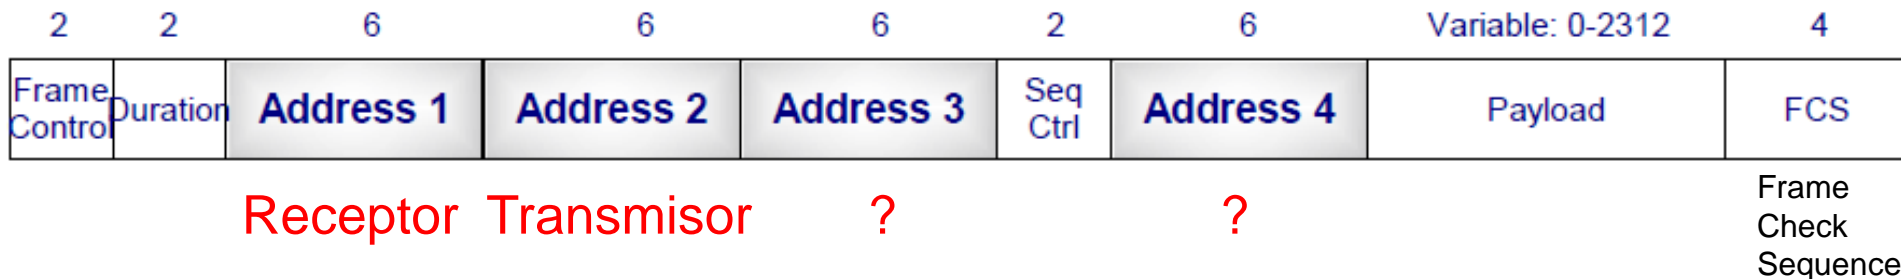 2 2 6 6 6 2 6 Variable: 0-2312 4
Frame Control Duration Address 1 Address 2 Address 3 Seq Ctrl Address 4 Payload FCS
Receptor Transmisor ? ?
Frame
Check
Sequence